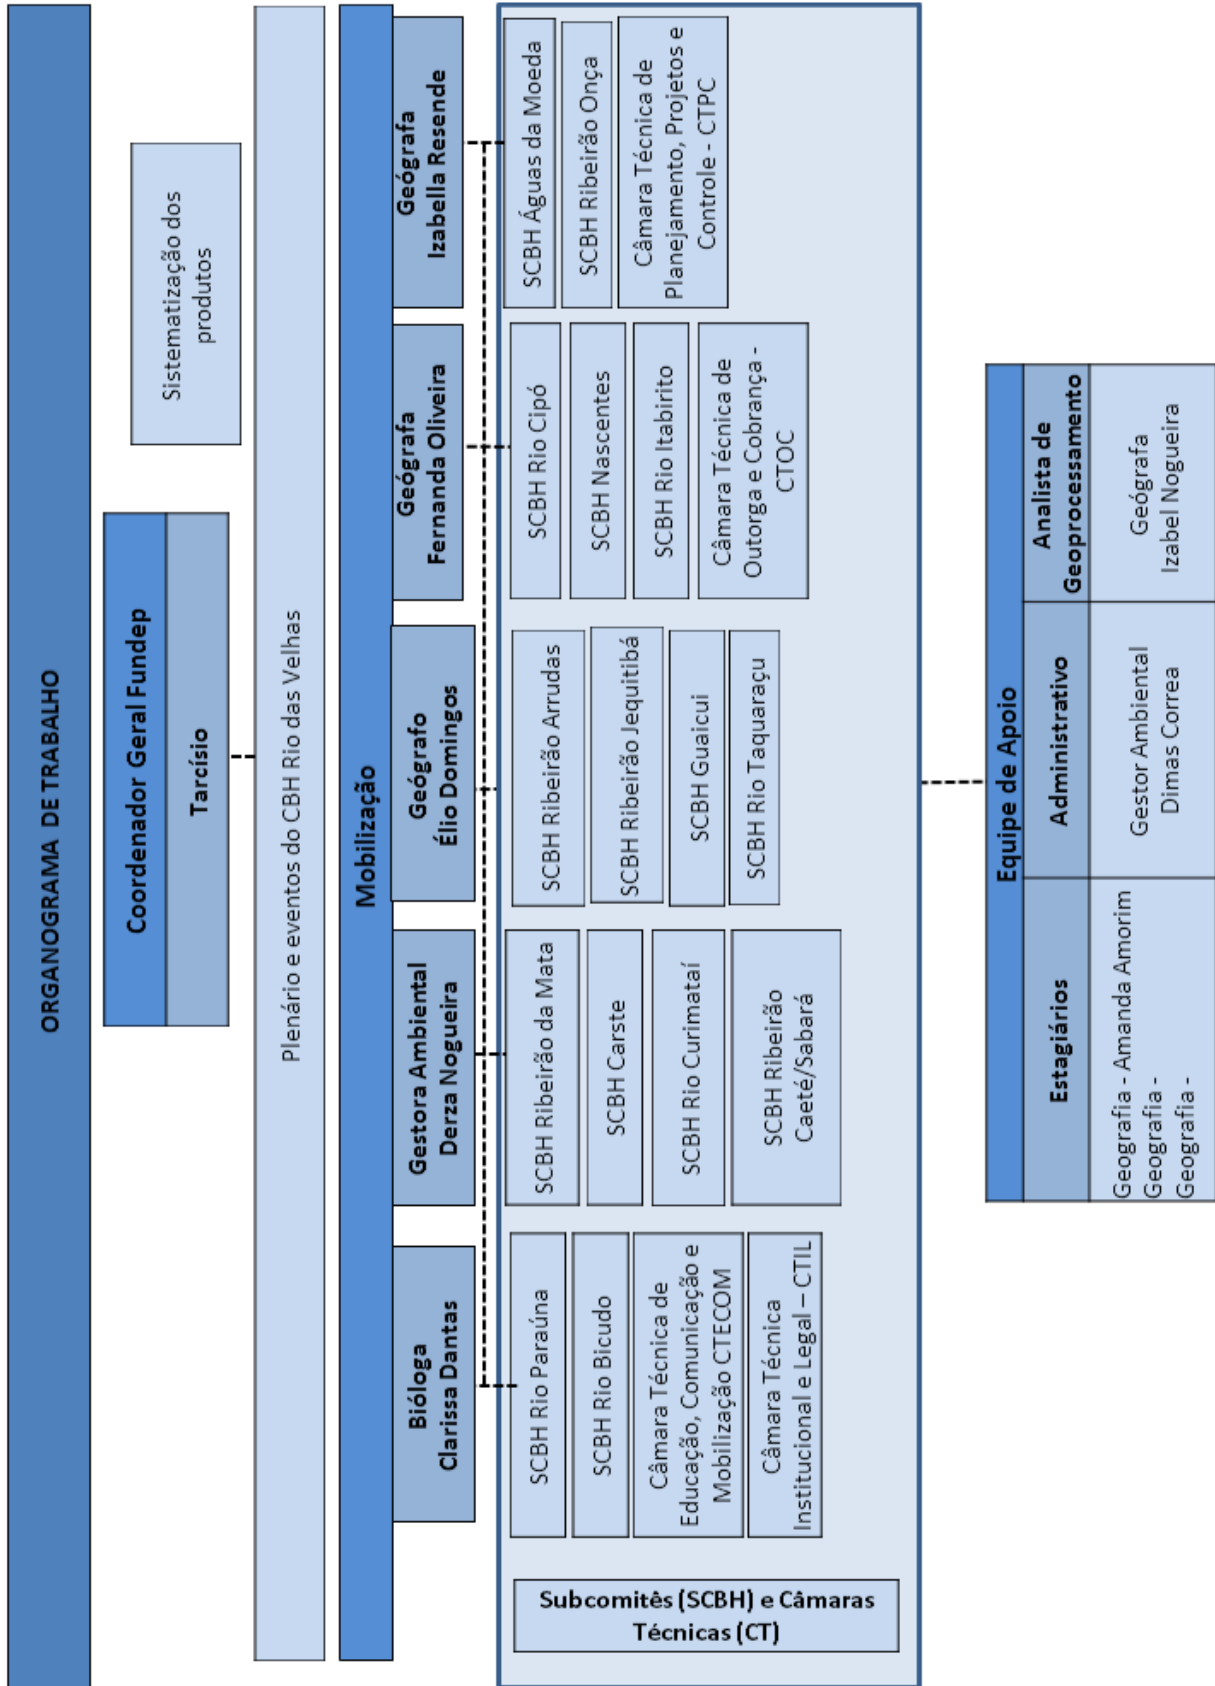 ORGANOGRAMA DE TRABALHO
Coordenador Geral Fundep
Tarcísio
Sistematização dos
produtos
Plenário e eventos do CBH Rio das Velhas
Mobilização
Bióloga
Clarissa Dantas
Gestora Ambiental
Derza Nogueira
Geógrafo
Élio Domingos
Geógrafa
Fernanda Oliveira
Geógrafa
Izabella Resende
Subcomitês (SCBH) e Câmaras
Técnicas (CT)
SCBH Rio Paraúna
SCBH Rio Bicudo
Câmara Técnica de
Educação, Comunicação e
Mobilização CTECOM
Câmara Técnica
Institucional e Legal – CTIL
SCBH Ribeirão da Mata
SCBH Carste
SCBH Rio Curimataí
SCBH Ribeirão
Caeté/Sabará
SCBH Ribeirão Arrudas
SCBH Ribeirão Jequitibá
SCBH Guaicui
SCBH Rio Taquaraçu
SCBH Rio Cipó
SCBH Nascentes
SCBH Rio Itabirito
Câmara Técnica de
Outorga e Cobrança -
CTOC
SCBH Águas da Moeda
SCBH Ribeirão Onça
Câmara Técnica de
Planejamento, Projetos e
Controle - CTPC
Equipe de Apoio
Estagiários
Administrativo
Analista de
Geoprocessamento
Geografia - Amanda Amorim
Geografia -
Geografia -
Gestor Ambiental
Dimas Correa
Geógrafa
Izabel Nogueira